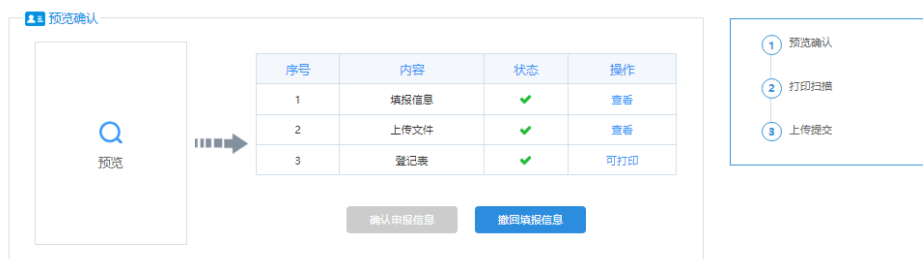 预览确认
预览
序号 内容 状态 操作
1 填报信息 查看
2 上传文件 查看
3 登记表 可打印
确认申报信息 撤回填报信息
1 预览确认
2 打印扫描
3 上传提交